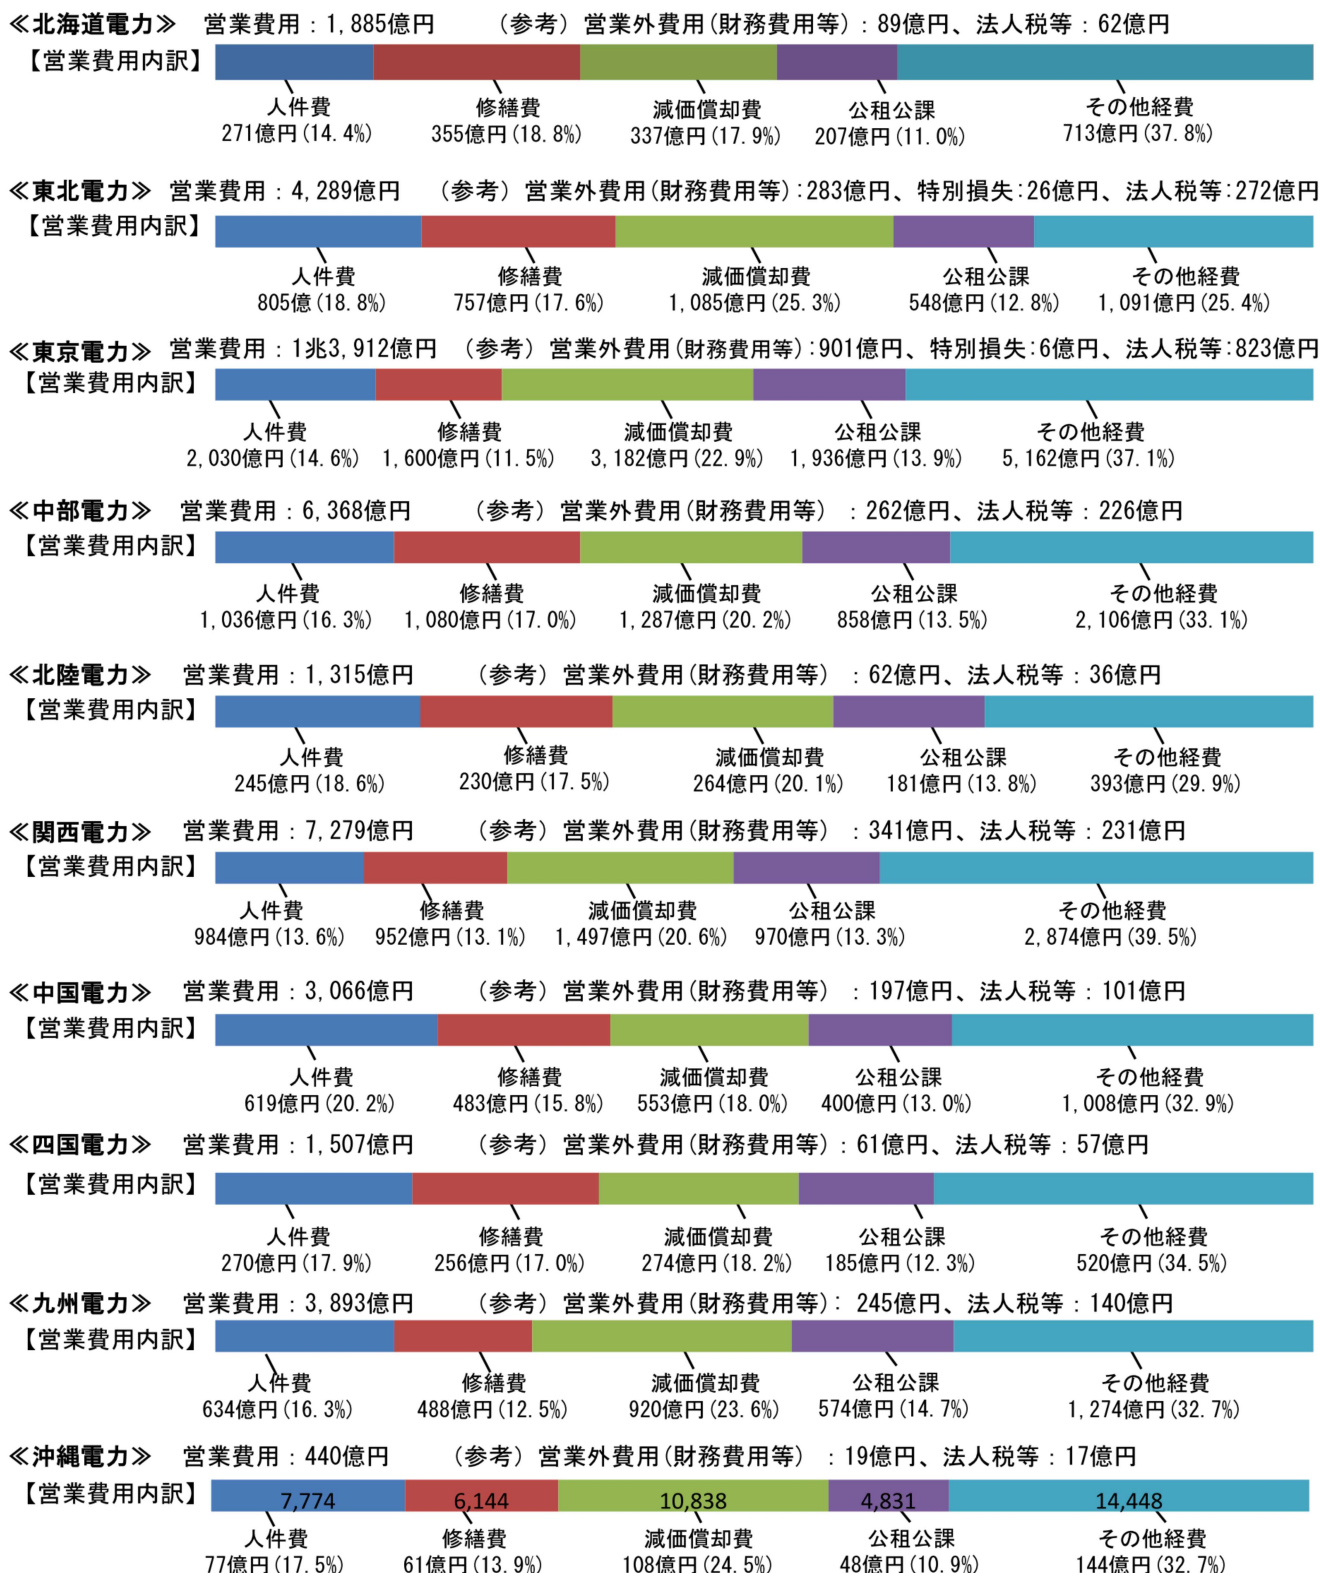 ≪北海道電力≫ 営業費用：1,885億円 （参考）営業外費用(財務費用等)：89億円、法人税等：62億円
【営業費用内訳】
人件費 修繕費 減価償却費 公租公課 その他経費
271億円(14.4%) 355億円(18.8%) 337億円(17.9%) 207億円(11.0%) 713億円(37.8%)
≪東北電力≫ 営業費用：4,289億円 （参考）営業外費用(財務費用等):283億円、特別損失:26億円、法人税等:272億円
【営業費用内訳】
人件費 修繕費 減価償却費 公租公課 その他経費
805億(18.8%) 757億円(17.6%) 1,085億円(25.3%) 548億円(12.8%) 1,091億円(25.4%)
≪東京電力≫ 営業費用：1兆3,912億円 （参考）営業外費用(財務費用等):901億円、特別損失:6億円、法人税等:823億円
【営業費用内訳】
人件費 修繕費 減価償却費 公租公課 その他経費
2,030億円(14.6%) 1,600億円(11.5%) 3,182億円(22.9%) 1,936億円(13.9%) 5,162億円(37.1%)
≪中部電力≫ 営業費用：6,368億円 （参考）営業外費用(財務費用等) ：262億円、法人税等：226億円
【営業費用内訳】
人件費 修繕費 減価償却費 公租公課 その他経費
1,036億円(16.3%) 1,080億円(17.0%) 1,287億円(20.2%) 858億円(13.5%) 2,106億円(33.1%)
≪北陸電力≫ 営業費用：1,315億円 （参考）営業外費用(財務費用等) ：62億円、法人税等：36億円
【営業費用内訳】
人件費 修繕費 減価償却費 公租公課 その他経費
245億円(18.6%) 230億円(17.5%) 264億円(20.1%) 181億円(13.8%) 393億円(29.9%)
≪関西電力≫ 営業費用：7,279億円 （参考）営業外費用(財務費用等) ：341億円、法人税等：231億円
【営業費用内訳】
人件費 修繕費 減価償却費 公租公課 その他経費
984億円(13.6%) 952億円(13.1%) 1,497億円(20.6%) 970億円(13.3%) 2,874億円(39.5%)
≪中国電力≫ 営業費用：3,066億円 （参考）営業外費用(財務費用等) ：197億円、法人税等：101億円
【営業費用内訳】
人件費 修繕費 減価償却費 公租公課 その他経費
619億円(20.2%) 483億円(15.8%) 553億円(18.0%) 400億円(13.0%) 1,008億円(32.9%)
≪四国電力≫ 営業費用：1,507億円 （参考）営業外費用(財務費用等)：61億円、法人税等：57億円
【営業費用内訳】
人件費 修繕費 減価償却費 公租公課 その他経費
270億円(17.9%) 256億円(17.0%) 274億円(18.2%) 185億円(12.3%) 520億円(34.5%)
≪九州電力≫ 営業費用：3,893億円 （参考）営業外費用(財務費用等): 245億円、法人税等：140億円
【営業費用内訳】
人件費 修繕費 減価償却費 公租公課 その他経費
634億円(16.3%) 488億円(12.5%) 920億円(23.6%) 574億円(14.7%) 1,274億円(32.7%)
≪沖縄電力≫ 営業費用：440億円 （参考）営業外費用(財務費用等) ：19億円、法人税等：17億円
【営業費用内訳】 7,774 6,144 10,838 4,831 14,448
人件費 修繕費 減価償却費 公租公課 その他経費
77億円(17.5%) 61億円(13.9%) 108億円(24.5%) 48億円(10.9%) 144億円(32.7%)